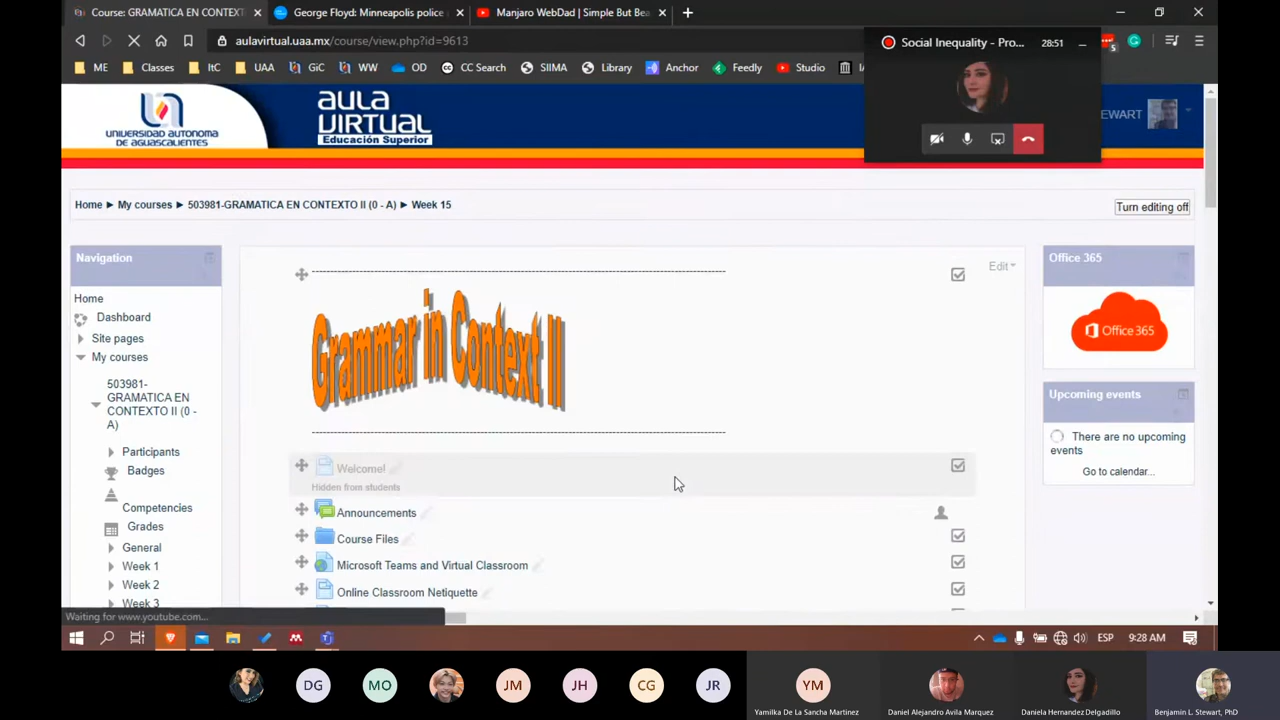 Course: GRAMATICA EN CONTEXT
George Floyd: Minneapolis police
Manjaro WebDad | Simple But Bea
aulavirtual.uaa.mx/course/view.php?id=9613
ME
Classes
ItC
UAA
GiC
WW
OD
CC Search
SIIMA
Library
Anchor
Feedly
Studio
Social Inequality - Pro...
28:51
UNIVERSIDAD AUTONOMA
DE AGUASCALIENTES
AULA
VIRTUAL
Educación Superior
EWART
Home ► My courses ► 503981-GRAMATICA EN CONTEXTO II (0 - A) ► Week 15
Turn editing off
Navigation
Home
Dashboard
Site pages
My courses
503981-
GRAMATICA EN
CONTEXTO II (0 -
A)
Participants
Badges
Competencies
Grades
General
Week 1
Week 2
Week 3
Edit
Grammar in Context II
Welcome!
Hidden from students
Announcements
Course Files
Microsoft Teams and Virtual Classroom
Online Classroom Netiquette
Office 365
Office 365
Upcoming events
There are no upcoming
events
Go to calendar...
Waiting for www.youtube.com...
ESP
9:28 AM
DG
MO
JM
JH
CG
JR
YM
Yamilka De La Sancha Martinez
Daniel Alejandro Avila Marquez
Daniela Hernandez Delgadillo
Benjamin L. Stewart, PhD